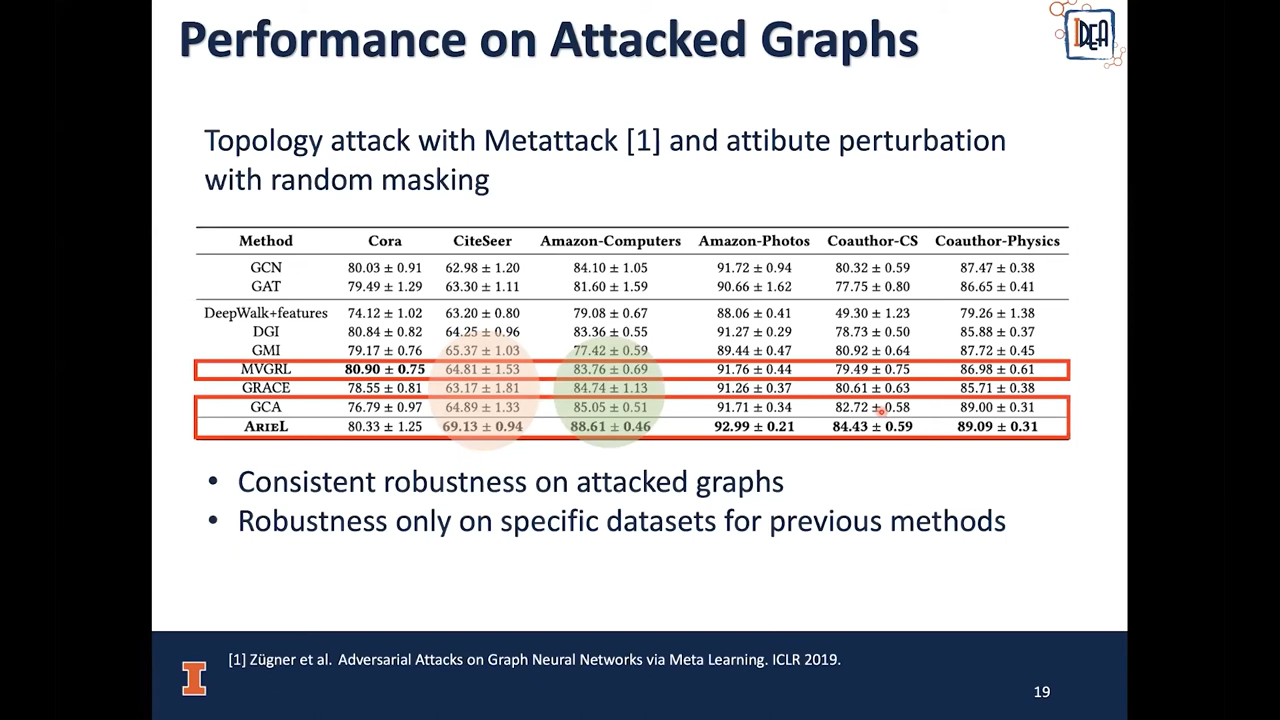 Performance on Attacked Graphs
IDEA
Topology attack with Metattack [1] and attibute perturbation
with random masking
Method Cora CiteSeer Amazon-Computers Amazon-Photos Coauthor-CS Coauthor-Physics
GCN 80.03 ± 0.91 62.98 ± 1.20 84.10 ± 1.05 91.72 ± 0.94 80.32 ± 0.59 87.47 ± 0.38
GAT 79.49 ± 1.29 63.30 ± 1.11 81.60 ± 1.59 90.66 ± 1.62 77.75 ± 0.80 86.65 ± 0.41
DeepWalk+features 74.12 ± 1.02 63.20 ± 0.80 79.08 ± 0.67 88.06 ± 0.41 49.30 ± 1.23 79.26 ± 1.38
DGI 80.84 ± 0.82 64.25 ± 0.96 83.36 ± 0.55 91.27 ± 0.29 78.73 ± 0.50 85.88 ± 0.37
GMI 79.17 ± 0.76 65.37 ± 1.03 77.42 ± 0.59 89.44 ± 0.47 80.92 ± 0.64 87.72 ± 0.45
MVGRL 80.90 ± 0.75 64.81 ± 1.53 83.76 ± 0.69 91.76 ± 0.44 79.49 ± 0.75 86.98 ± 0.61
GRACE 78.55 ± 0.81 63.17 ± 1.81 84.74 ± 1.13 91.26 ± 0.37 80.61 ± 0.63 85.71 ± 0.38
GCA 76.79 ± 0.97 64.89 ± 1.33 85.05 ± 0.51 91.71 ± 0.34 82.72 ± 0.58 89.00 ± 0.31
ARIEL 80.33 ± 1.25 69.13 ± 0.94 88.61 ± 0.46 92.99 ± 0.21 84.43 ± 0.59 89.09 ± 0.31
• Consistent robustness on attacked graphs
• Robustness only on specific datasets for previous methods
[1] Zügner et al. Adversarial Attacks on Graph Neural Networks via Meta Learning. ICLR 2019.
19